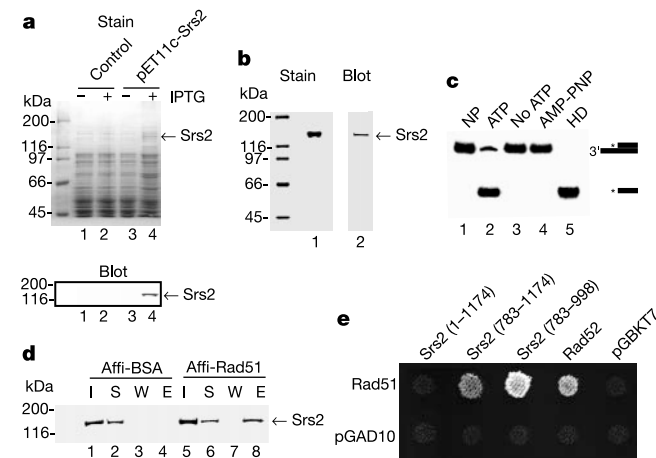 a
Stain
Control
pET11c-Srs2
kDa
− + − + IPTG
200-
116-
97-
66-
45-
← Srs2
1 2 3 4
Blot
200-
116-
← Srs2
1 2 3 4
b
Stain Blot
kDa
200-
116-
97-
66-
45-
← Srs2
1 2
c
NP
ATP
No ATP
AMP-PNP
HD
3′
*
*
1 2 3 4 5
d
Affi-BSA Affi-Rad51
kDa I S W E I S W E
200-
116-
← Srs2
1 2 3 4 5 6 7 8
e
Srs2 (1–1174)
Srs2 (783–1174)
Srs2 (783–998)
Rad52
pGBKT7
Rad51
pGAD10